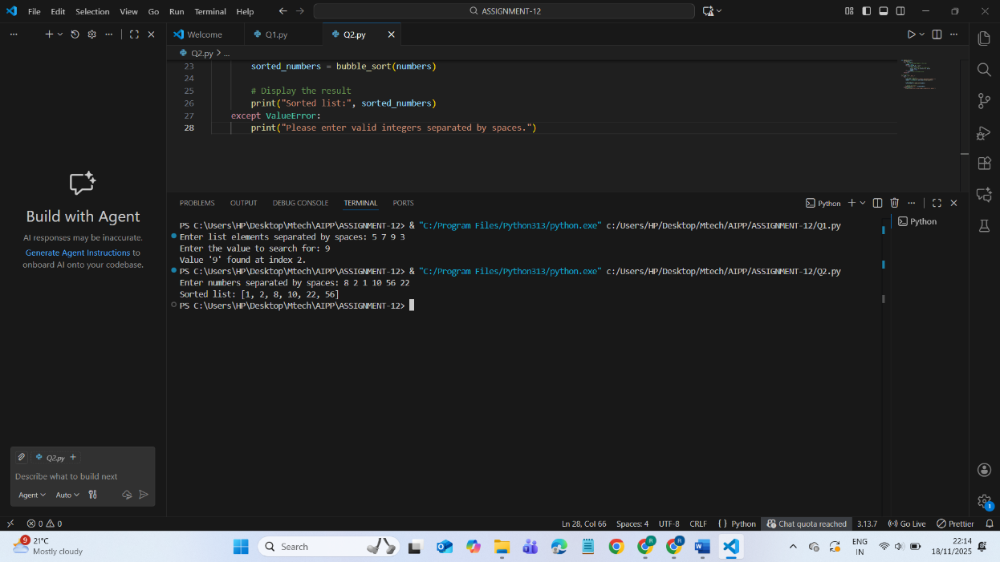 File Edit Selection View Go Run Terminal Help
ASSIGNMENT-12
Welcome
Q1.py
Q2.py
Q2.py > ...
23 sorted_numbers = bubble_sort(numbers)
24
25 # Display the result
26 print("Sorted list:", sorted_numbers)
27 except ValueError:
28 print("Please enter valid integers separated by spaces.")
Build with Agent
AI responses may be inaccurate.
Generate Agent Instructions to
onboard AI onto your codebase.
Q2.py
Describe what to build next
Agent
Auto
PROBLEMS OUTPUT DEBUG CONSOLE TERMINAL PORTS
Python
Python
PS C:\Users\HP\Desktop\Mtech\AIPP\ASSIGNMENT-12> & "C:/Program Files/Python313/python.exe" c:/Users/HP/Desktop/Mtech/AIPP/ASSIGNMENT-12/Q1.py
Enter list elements separated by spaces: 5 7 9 3
Enter the value to search for: 9
Value '9' found at index 2.
PS C:\Users\HP\Desktop\Mtech\AIPP\ASSIGNMENT-12> & "C:/Program Files/Python313/python.exe" c:/Users/HP/Desktop/Mtech/AIPP/ASSIGNMENT-12/Q2.py
Enter numbers separated by spaces: 8 2 1 10 56 22
Sorted list: [1, 2, 8, 10, 22, 56]
PS C:\Users\HP\Desktop\Mtech\AIPP\ASSIGNMENT-12>
1
0 0
Ln 28, Col 66 Spaces: 4 UTF-8 CRLF { } Python Chat quota reached 3.13.7 Go Live Prettier
9
21°C
Mostly cloudy
Search
R
R
ENG
IN
22:14
18/11/2025